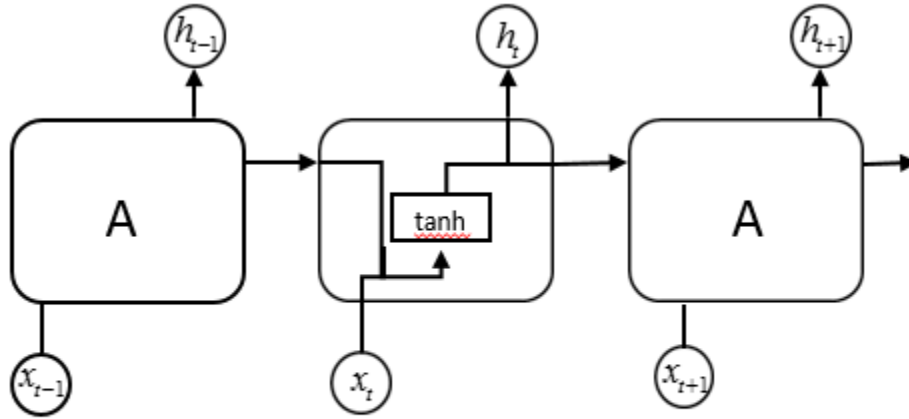 h_{t-1} h_t h_{t+1}
A tanh A
x_{t-1} x_t x_{t+1}